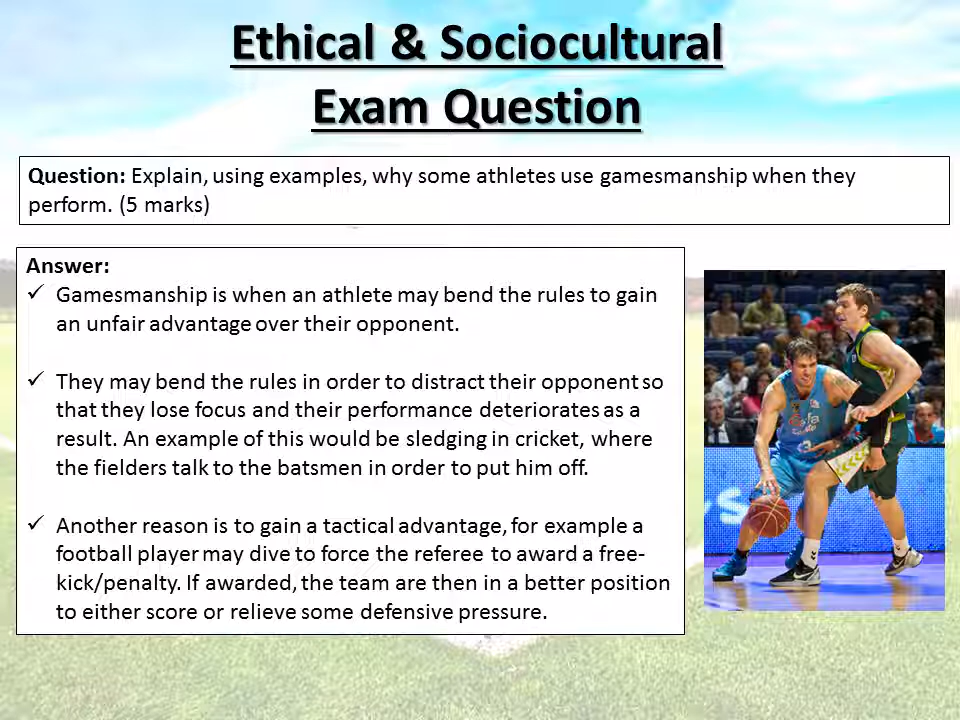 Ethical & Sociocultural
Exam Question
Question: Explain, using examples, why some athletes use gamesmanship when they
perform. (5 marks)
Answer:
✓ Gamesmanship is when an athlete may bend the rules to gain
an unfair advantage over their opponent.
✓ They may bend the rules in order to distract their opponent so
that they lose focus and their performance deteriorates as a
result. An example of this would be sledging in cricket, where
the fielders talk to the batsmen in order to put him off.
✓ Another reason is to gain a tactical advantage, for example a
football player may dive to force the referee to award a free-
kick/penalty. If awarded, the team are then in a better position
to either score or relieve some defensive pressure.